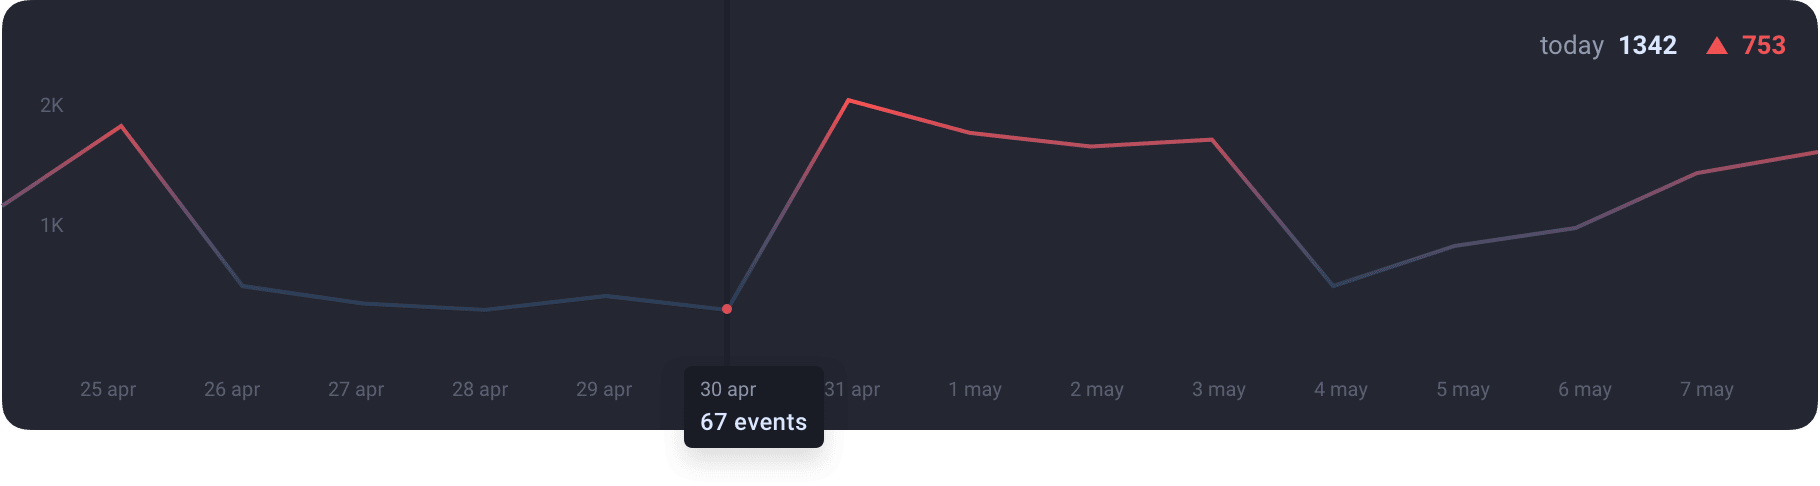 today 1342 ▲ 753
2K
1K
25 apr 26 apr 27 apr 28 apr 29 apr 30 apr 31 apr 1 may 2 may 3 may 4 may 5 may 6 may 7 may
67 events